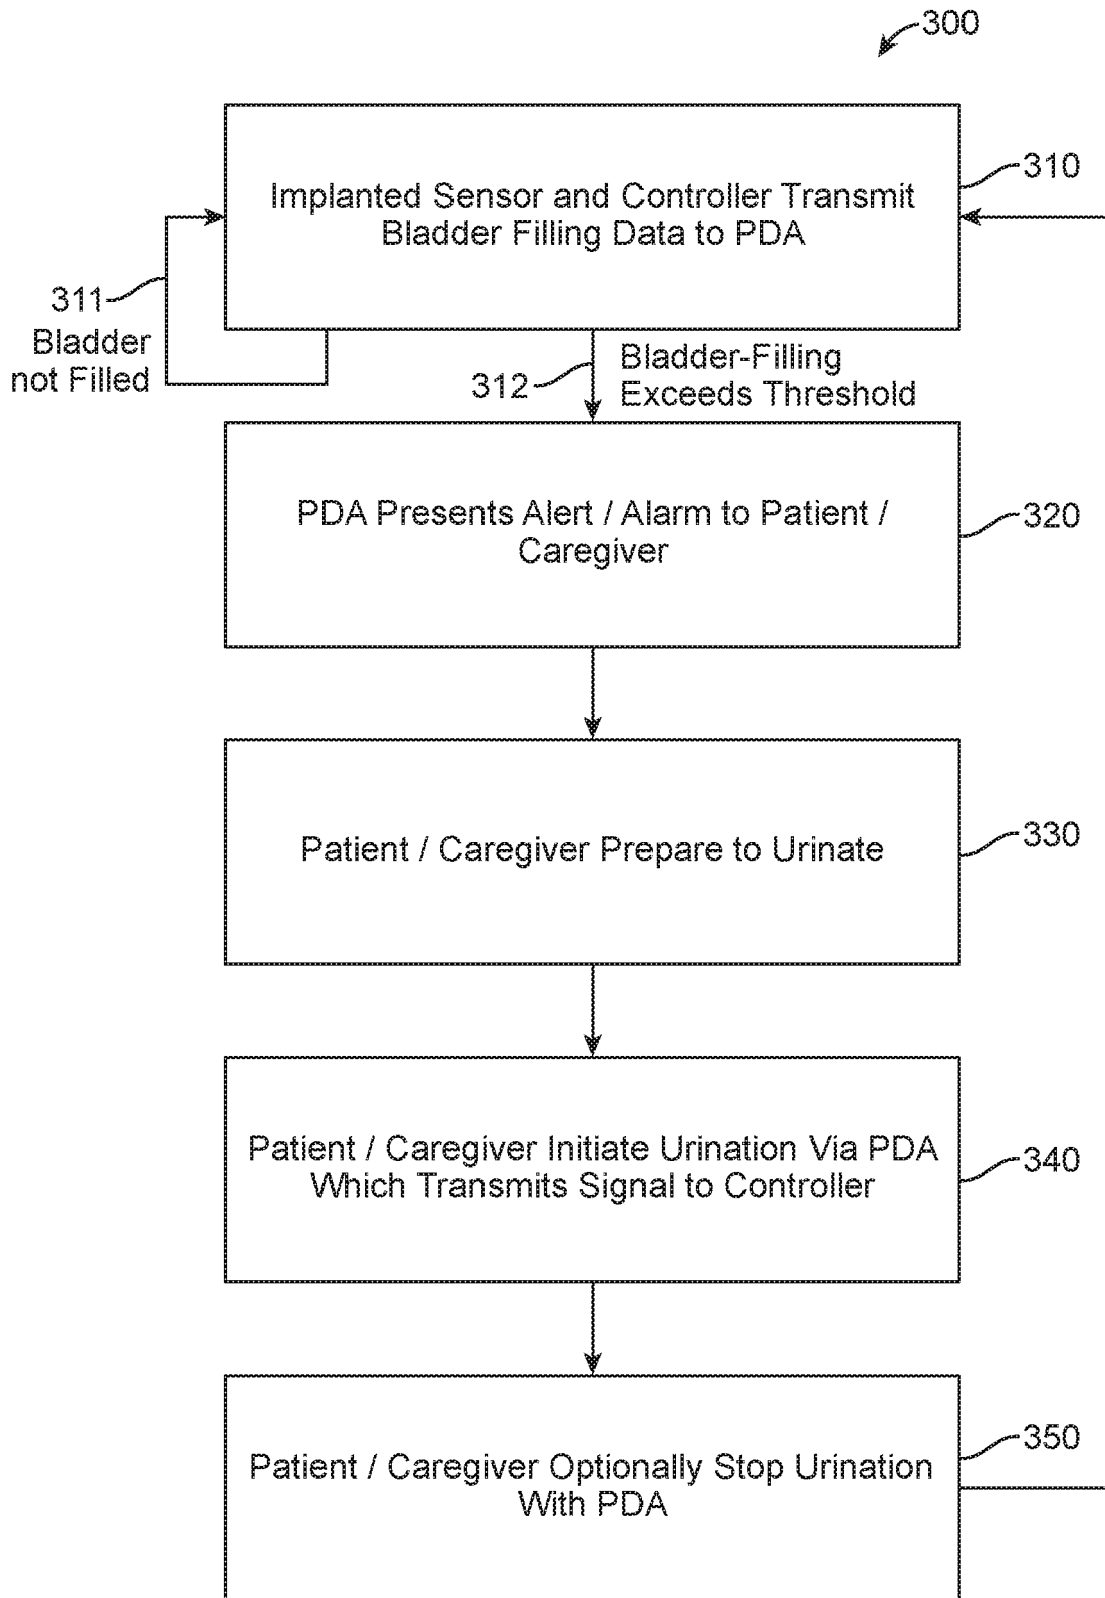 300
310
Implanted Sensor and Controller Transmit
Bladder Filling Data to PDA
311
Bladder
not Filled
312
Bladder-Filling
Exceeds Threshold
320
PDA Presents Alert / Alarm to Patient /
Caregiver
330
Patient / Caregiver Prepare to Urinate
340
Patient / Caregiver Initiate Urination Via PDA
Which Transmits Signal to Controller
350
Patient / Caregiver Optionally Stop Urination
With PDA